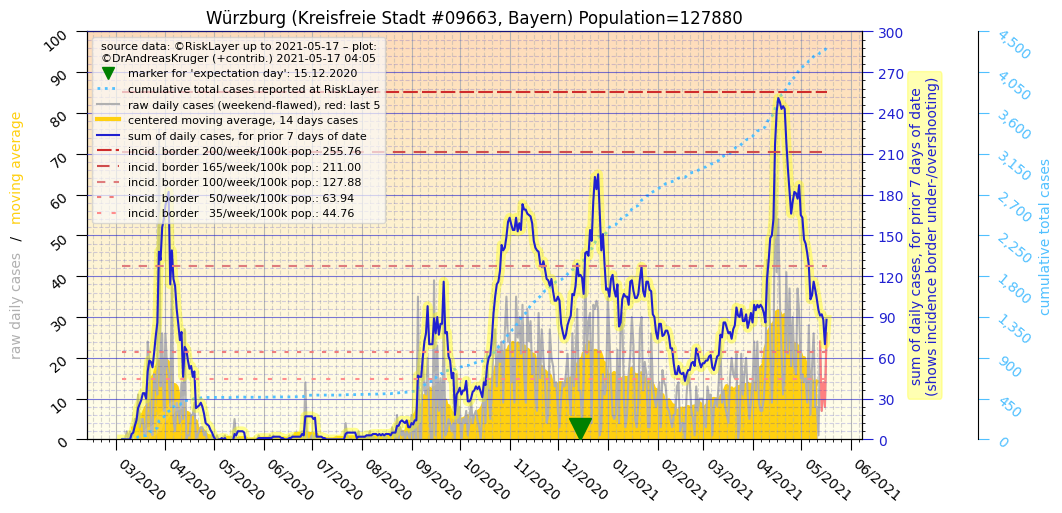 Würzburg (Kreisfreie Stadt #09663, Bayern) Population=127880
source data: ©RiskLayer up to 2021-05-17 – plot:
©DrAndreasKruger (+contrib.) 2021-05-17 04:05
marker for 'expectation day': 15.12.2020
cumulative total cases reported at RiskLayer
raw daily cases (weekend-flawed), red: last 5
centered moving average, 14 days cases
sum of daily cases, for prior 7 days of date
incid. border 200/week/100k pop.: 255.76
incid. border 165/week/100k pop.: 211.00
incid. border 100/week/100k pop.: 127.88
incid. border 50/week/100k pop.: 63.94
incid. border 35/week/100k pop.: 44.76
raw daily cases / moving average
100
90
80
70
60
50
40
30
20
10
0
03/2020
04/2020
05/2020
06/2020
07/2020
08/2020
09/2020
10/2020
11/2020
12/2020
01/2021
02/2021
03/2021
04/2021
05/2021
06/2021
300
270
240
210
180
150
120
90
60
30
0
sum of daily cases, for prior 7 days of date
(shows incidence border under-/overshooting)
4,500
4,050
3,600
3,150
2,700
2,250
1,800
1,350
900
450
0
cumulative total cases